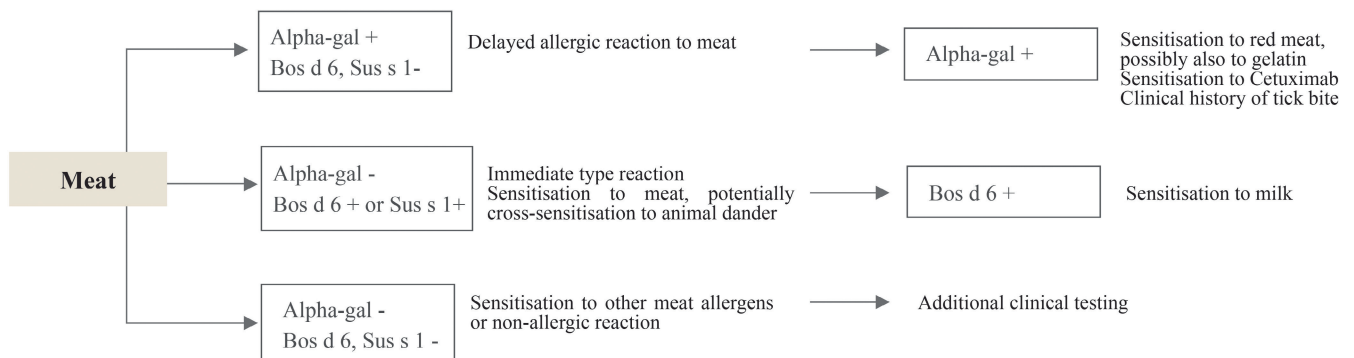 Meat
Alpha-gal +
Bos d 6, Sus s 1-
Delayed allergic reaction to meat
Alpha-gal +
Sensitisation to red meat,
possibly also to gelatin
Sensitisation to Cetuximab
Clinical history of tick bite
Alpha-gal -
Bos d 6 + or Sus s 1+
Immediate type reaction
Sensitisation to meat, potentially
cross-sensitisation to animal dander
Bos d 6 +
Sensitisation to milk
Alpha-gal -
Bos d 6, Sus s 1 -
Sensitisation to other meat allergens
or non-allergic reaction
Additional clinical testing